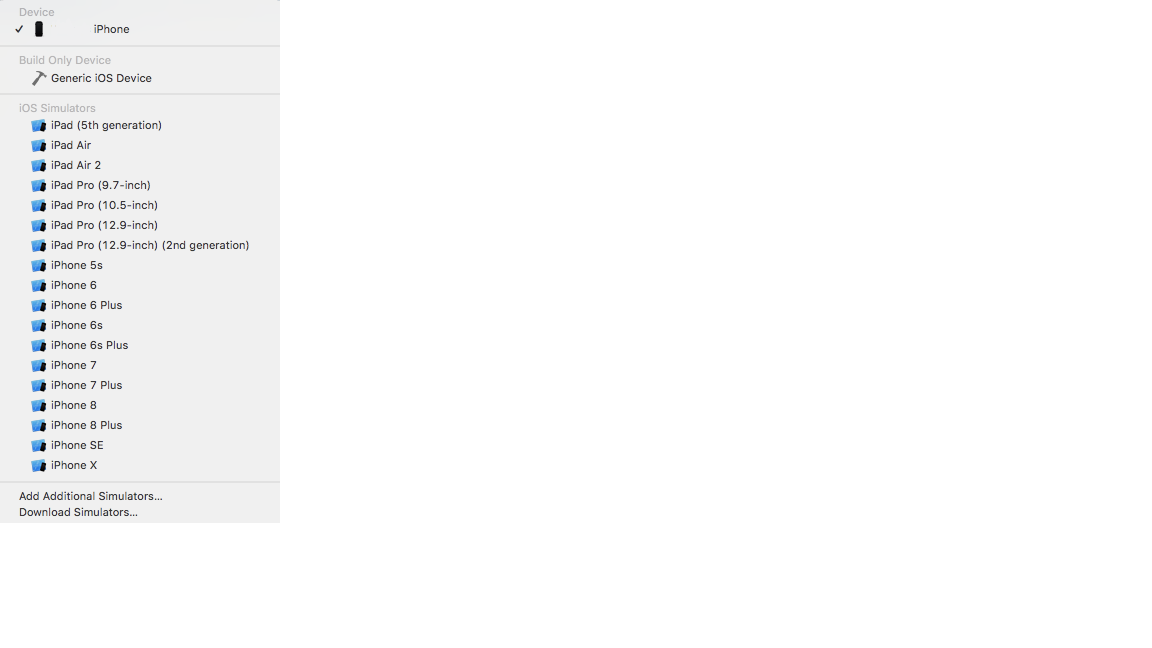 Device
✓ iPhone
Build Only Device
Generic iOS Device
iOS Simulators
iPad (5th generation)
iPad Air
iPad Air 2
iPad Pro (9.7-inch)
iPad Pro (10.5-inch)
iPad Pro (12.9-inch)
iPad Pro (12.9-inch) (2nd generation)
iPhone 5s
iPhone 6
iPhone 6 Plus
iPhone 6s
iPhone 6s Plus
iPhone 7
iPhone 7 Plus
iPhone 8
iPhone 8 Plus
iPhone SE
iPhone X
Add Additional Simulators...
Download Simulators...